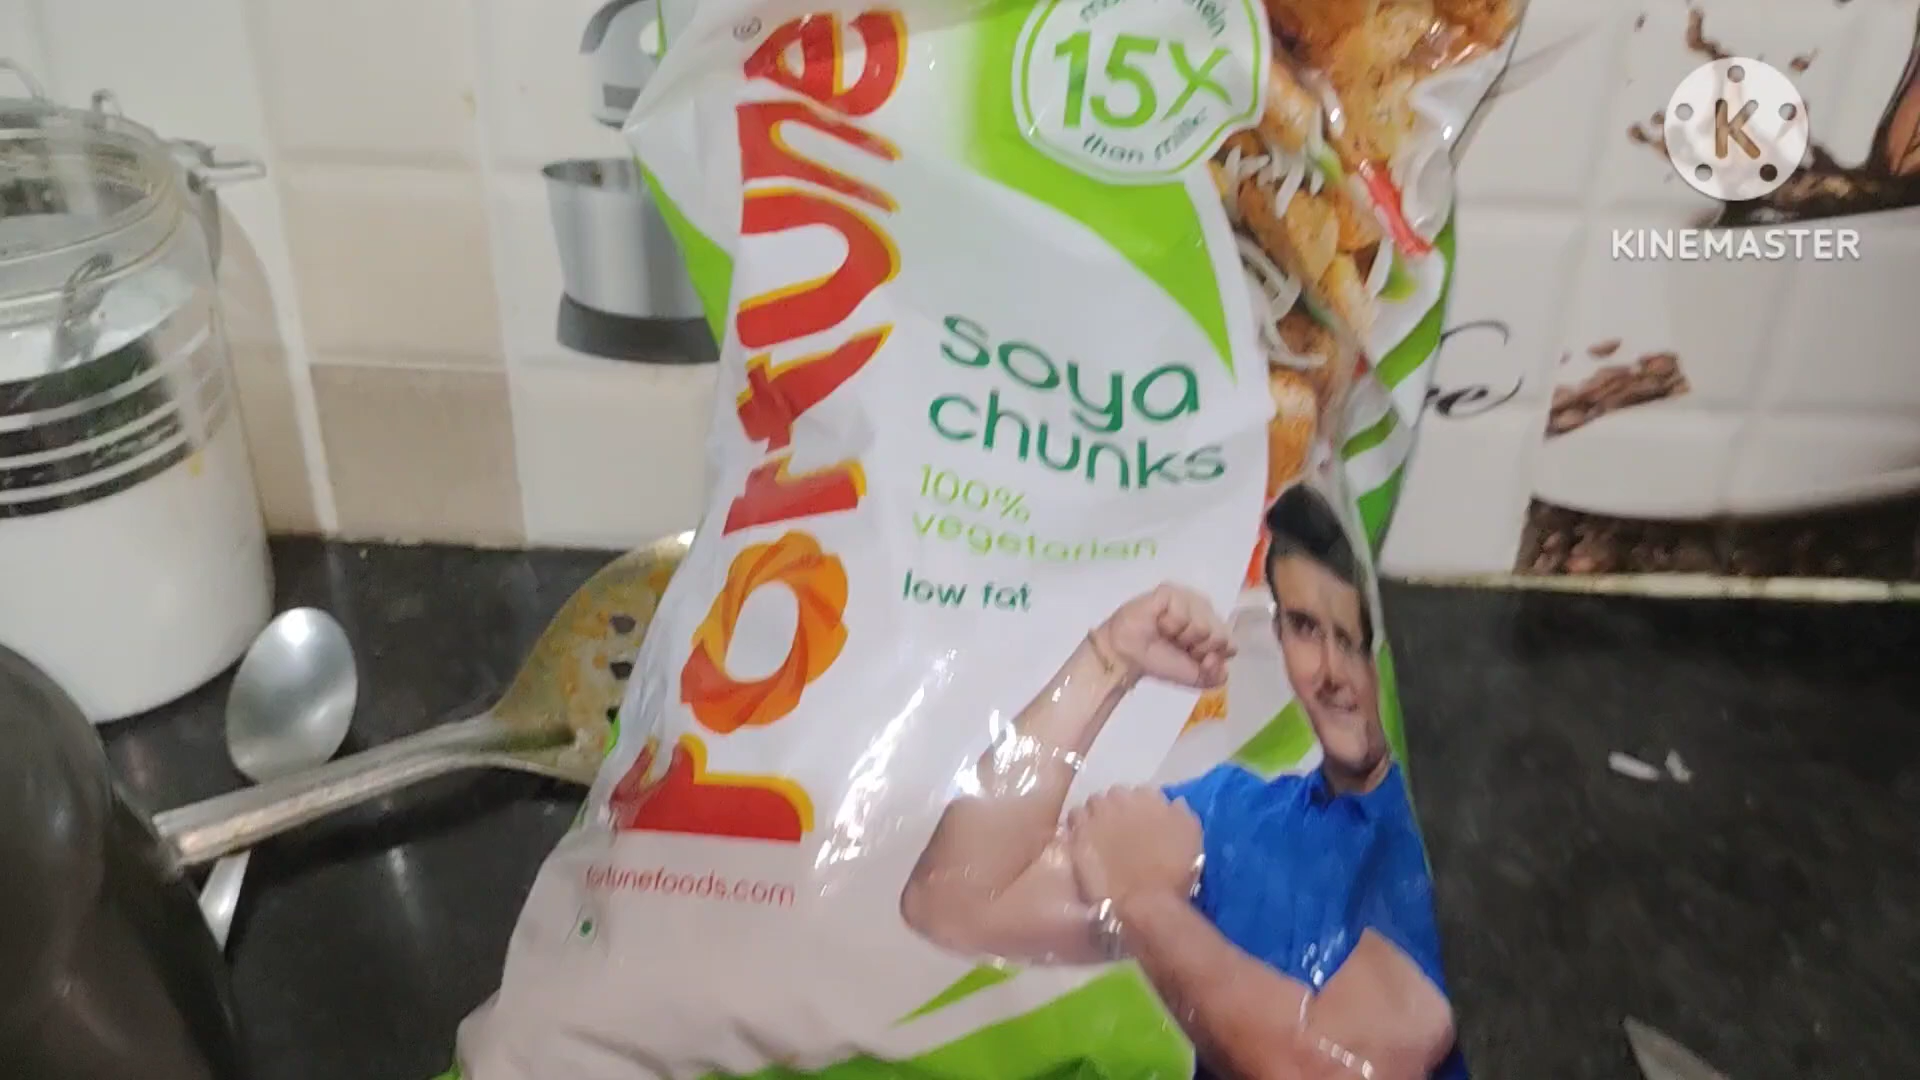 fortune
15X
than milk
soya
chunks
100%
vegetarian
low fat
fortunefoods.com
K
KINEMASTER